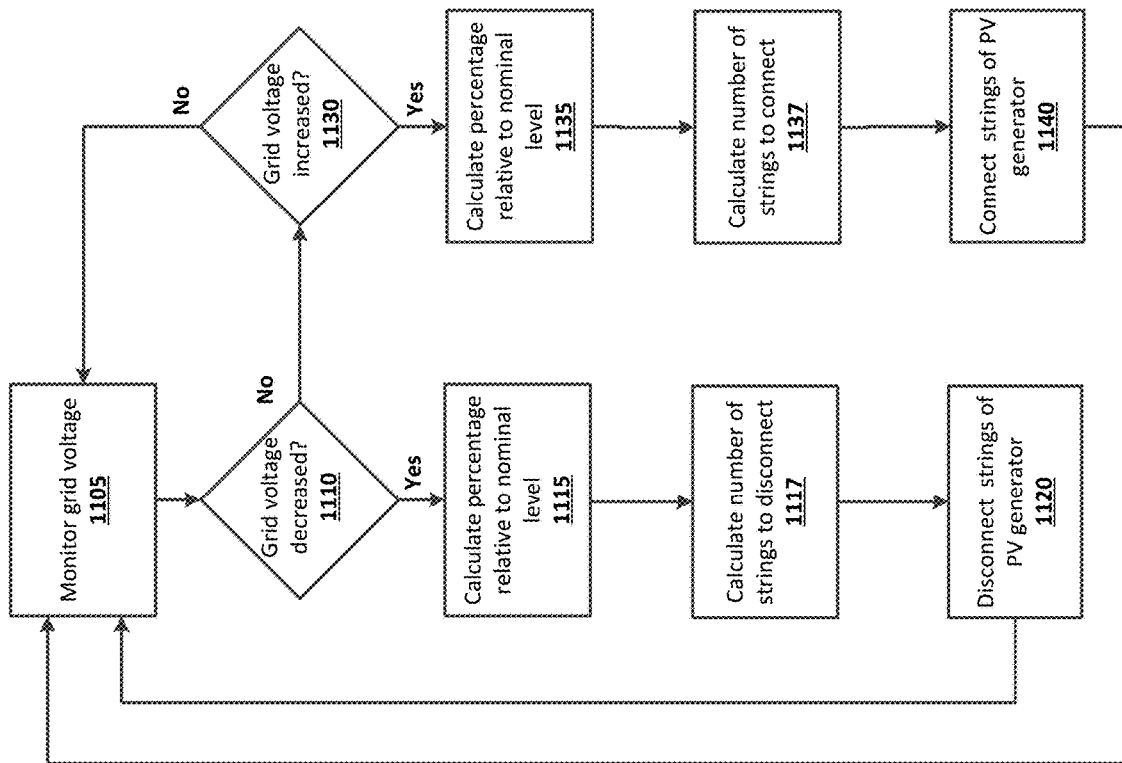 Monitor grid voltage
1105
Grid voltage
decreased?
1110
No
Yes
Calculate percentage
relative to nominal
level
1115
Calculate number of
strings to disconnect
1117
Disconnect strings of
PV generator
1120
Grid voltage
increased?
1130
No
Yes
Calculate percentage
relative to nominal
level
1135
Calculate number of
strings to connect
1137
Connect strings of PV
generator
1140